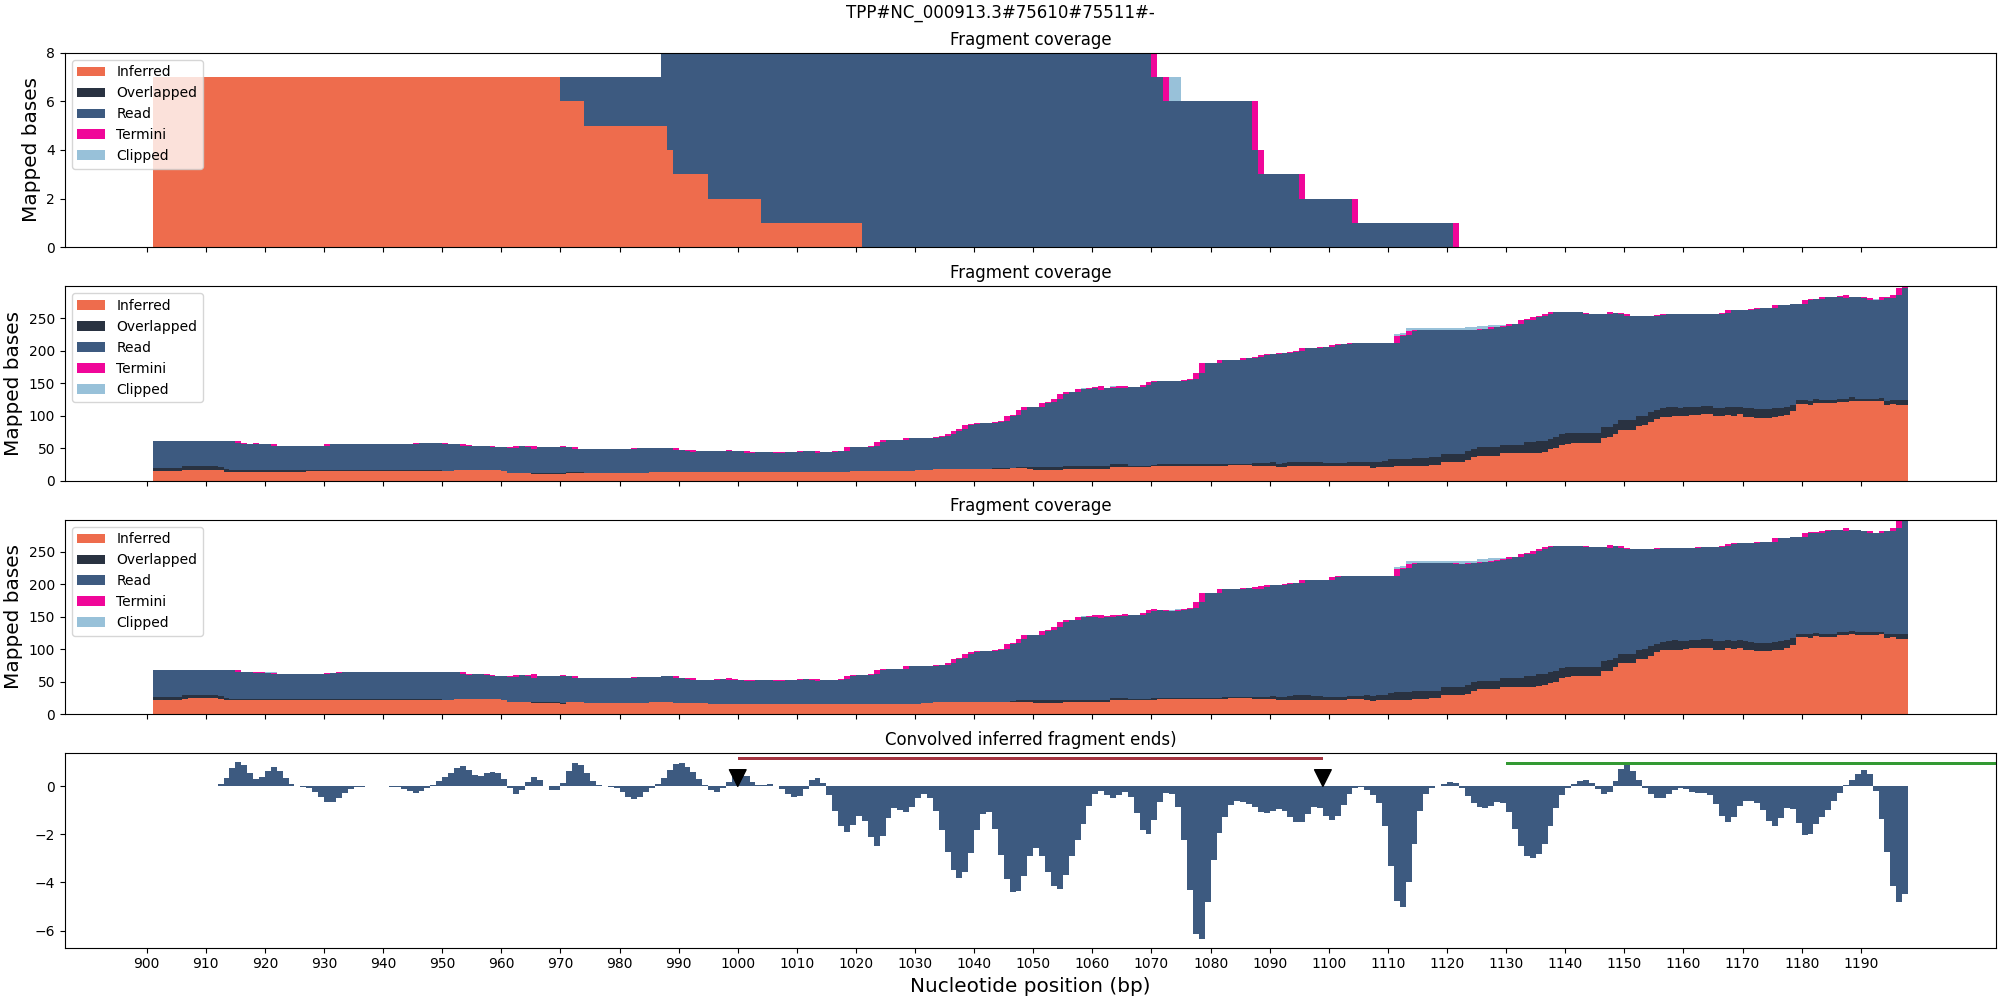 TPP#NC_000913.3#75610#75511#-
Fragment coverage
Mapped bases
8
6
4
2
0
Inferred
Overlapped
Read
Termini
Clipped
Fragment coverage
Mapped bases
250
200
150
100
50
0
Inferred
Overlapped
Read
Termini
Clipped
Fragment coverage
Mapped bases
250
200
150
100
50
0
Inferred
Overlapped
Read
Termini
Clipped
Convolved inferred fragment ends)
0
−2
−4
−6
900 910 920 930 940 950 960 970 980 990 1000 1010 1020 1030 1040 1050 1060 1070 1080 1090 1100 1110 1120 1130 1140 1150 1160 1170 1180 1190
Nucleotide position (bp)